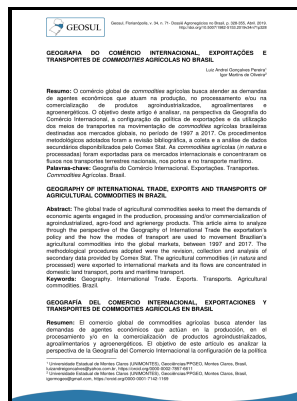 GEOSUL
Geosul, Florianópolis, v. 34, n. 71- Dossiê Agronegócios no Brasil, p. 328-355, Abril. 2019.
GEOGRAFIA DO COMÉRCIO INTERNACIONAL, EXPORTAÇÕES E
TRANSPORTES DE COMMODITIES AGRÍCOLAS NO BRASIL
Luiz Andrei Gonçalves Pereira¹
Igor Martins de Oliveira²
Resumo: O comércio global de commodities agrícolas busca atender as demandas
de agentes econômicos que atuam na produção, no processamento e/ou na
comercialização de produtos agroindustrializados, agroalimentares e
agroenergéticos. O objetivo deste artigo é analisar, na perspectiva da Geografia do
Comércio Internacional, a configuração da política de exportações e da utilização
dos meios de transportes na movimentação de commodities agrícolas brasileiras
destinadas aos mercados globais, no período de 1997 a 2017. Os procedimentos
metodológicos adotados foram a revisão bibliográfica, a coleta e a análise de dados
secundários disponibilizados pelo Comex Stat. As commodities agrícolas (in natura e
processadas) foram exportadas para os mercados internacionais e concentraram os
fluxos nos transportes terrestres nacionais, nos portos e no transporte marítimo.
Palavras-chave: Geografia do Comércio Internacional. Exportações. Transportes.
Commodities Agrícolas. Brasil.
GEOGRAPHY OF INTERNATIONAL TRADE, EXPORTS AND TRANSPORTS OF
AGRICULTURAL COMMODITIES IN BRAZIL
Abstract: The global trade of agricultural commodities seeks to meet the demands of
economic agents engaged in the production, processing and/or commercialization of
agroindustrialized, agro-food and agrienergy products. This article aims to analyze
through the perspective of the Geography of International Trade the exportation's
policy and the how the modes of transport are used to movement Brazilian's
agricultural commodities into the global markets, between 1997 and 2017. The
methodological procedures adopted were the revision, collection and analysis of
secondary data provided by Comex Stat. The agricultural commodities (in natura and
processed) were exported to international markets and its flows are concentrated in
domestic land transport, ports and maritime transport.
Keywords: Geography. International Trade. Exports. Transports. Agricultural
commodities. Brazil.
GEOGRAFÍA DEL COMERCIO INTERNACIONAL, EXPORTACIONES Y
TRANSPORTES DE COMMODITIES AGRÍCOLAS EN BRASIL
Resumen: El comercio global de commodities agrícolas busca atender las
demandas de agentes económicos que actuan en la producción, en el
procesamiento y/o en la comercialización de productos agroindustrializados,
agroalimentarios y agroenergeticos. El objetivo de este artículo es analizar la
perspectiva de la Geografía del Comercio Internacional la configuración de la política
¹ Universidade Estadual de Montes Claros (UNIMONTES), Geociências/PPGEO, Montes Claros, Brasil,
² Universidade Estadual de Montes Claros (UNIMONTES), Geociências/PPGEO, Montes Claros, Brasil,